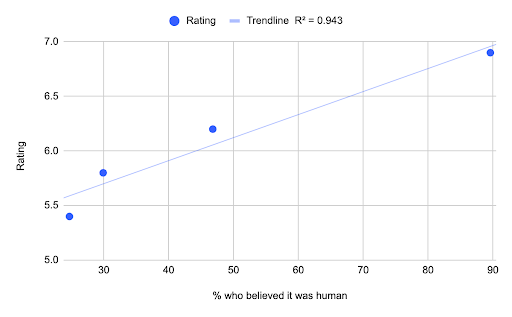 Rating Trendline R² = 0.943
7.0
6.5
6.0
5.5
5.0
Rating
30 40 50 60 70 80 90
% who believed it was human